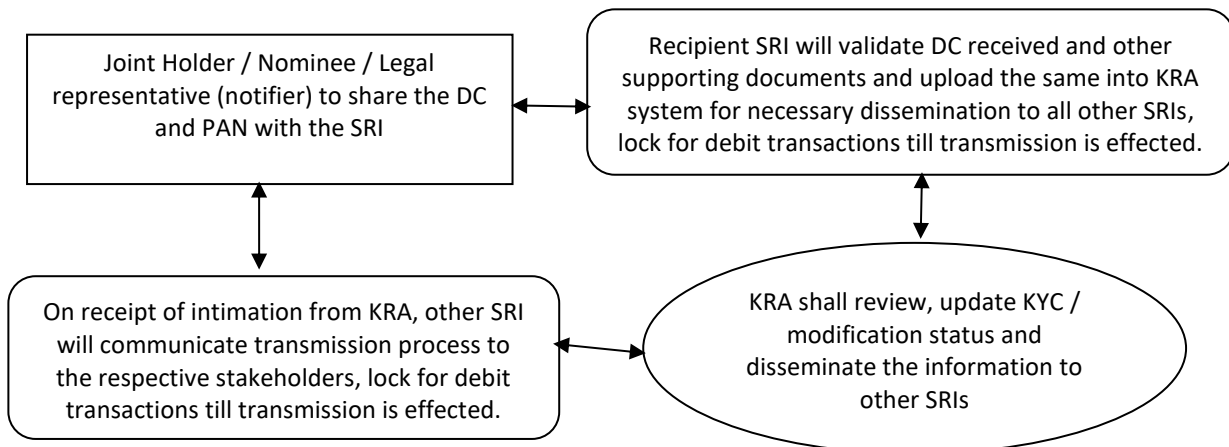 Joint Holder / Nominee / Legal
representative (notifier) to share the DC
and PAN with the SRI
Recipient SRI will validate DC received and other
supporting documents and upload the same into KRA
system for necessary dissemination to all other SRIs,
lock for debit transactions till transmission is effected.
On receipt of intimation from KRA, other SRI
will communicate transmission process to
the respective stakeholders, lock for debit
transactions till transmission is effected.
KRA shall review, update KYC /
modification status and
disseminate the information to
other SRIs